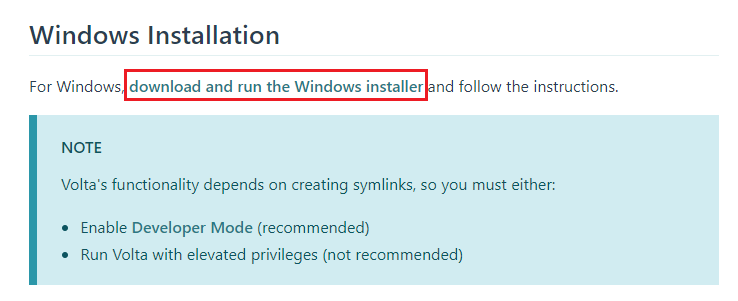 Windows Installation
For Windows, download and run the Windows installer and follow the instructions.
NOTE
Volta's functionality depends on creating symlinks, so you must either:
• Enable Developer Mode (recommended)
• Run Volta with elevated privileges (not recommended)